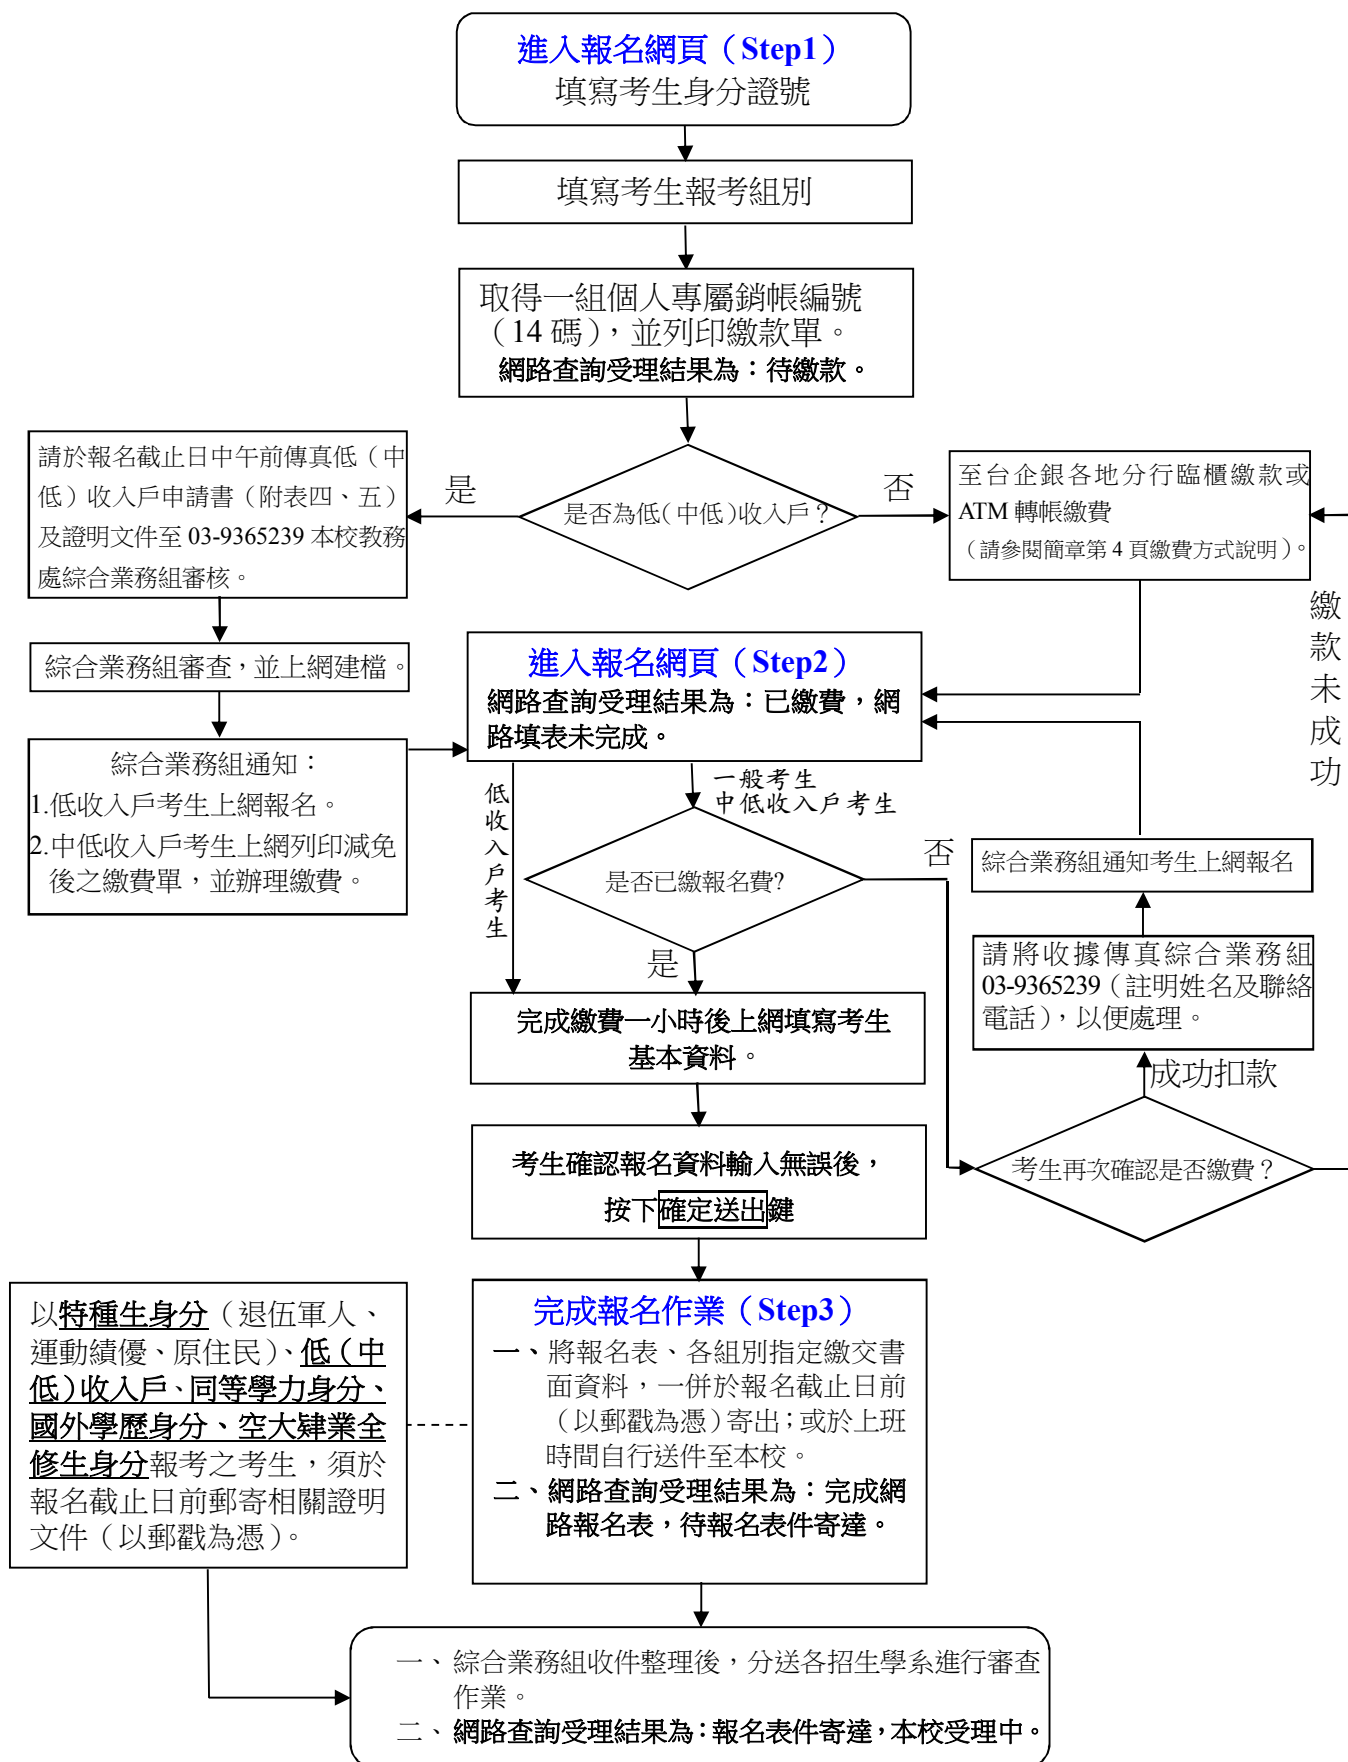 進入報名網頁（Step1）
填寫考生身分證號
填寫考生報考組別
取得一組個人專屬銷帳編號
（14 碼），並列印繳款單。
網路查詢受理結果為：待繳款。
是否為低（中低）收入戶？
是
否
請於報名截止日中午前傳真低（中
低）收入戶申請書（附表四、五）
及證明文件至 03-9365239 本校教務
處綜合業務組審核。
至台企銀各地分行臨櫃繳款或
ATM 轉帳繳費
（請參閱簡章第 4 頁繳費方式說明）。
綜合業務組審查，並上網建檔。
綜合業務組通知：
1.低收入戶考生上網報名。
2.中低收入戶考生上網列印減免
後之繳費單，並辦理繳費。
進入報名網頁（Step2）
網路查詢受理結果為：已繳費，網
路填表未完成。
繳款未成功
低收入戶考生
一般考生
中低收入戶考生
是否已繳報名費?
否
是
綜合業務組通知考生上網報名
請將收據傳真綜合業務組
03-9365239（註明姓名及聯絡
電話），以便處理。
成功扣款
考生再次確認是否繳費？
完成繳費一小時後上網填寫考生
基本資料。
考生確認報名資料輸入無誤後，
按下確定送出鍵
以特種生身分（退伍軍人、
運動績優、原住民）、低（中
低）收入戶、同等學力身分、
國外學歷身分、空大肄業全
修生身分報考之考生，須於
報名截止日前郵寄相關證明
文件（以郵戳為憑）。
完成報名作業（Step3）
一、將報名表、各組別指定繳交書
面資料，一併於報名截止日前
（以郵戳為憑）寄出；或於上班
時間自行送件至本校。
二、網路查詢受理結果為：完成網
路報名表，待報名表件寄達。
一、綜合業務組收件整理後，分送各招生學系進行審查
作業。
二、網路查詢受理結果為：報名表件寄達，本校受理中。